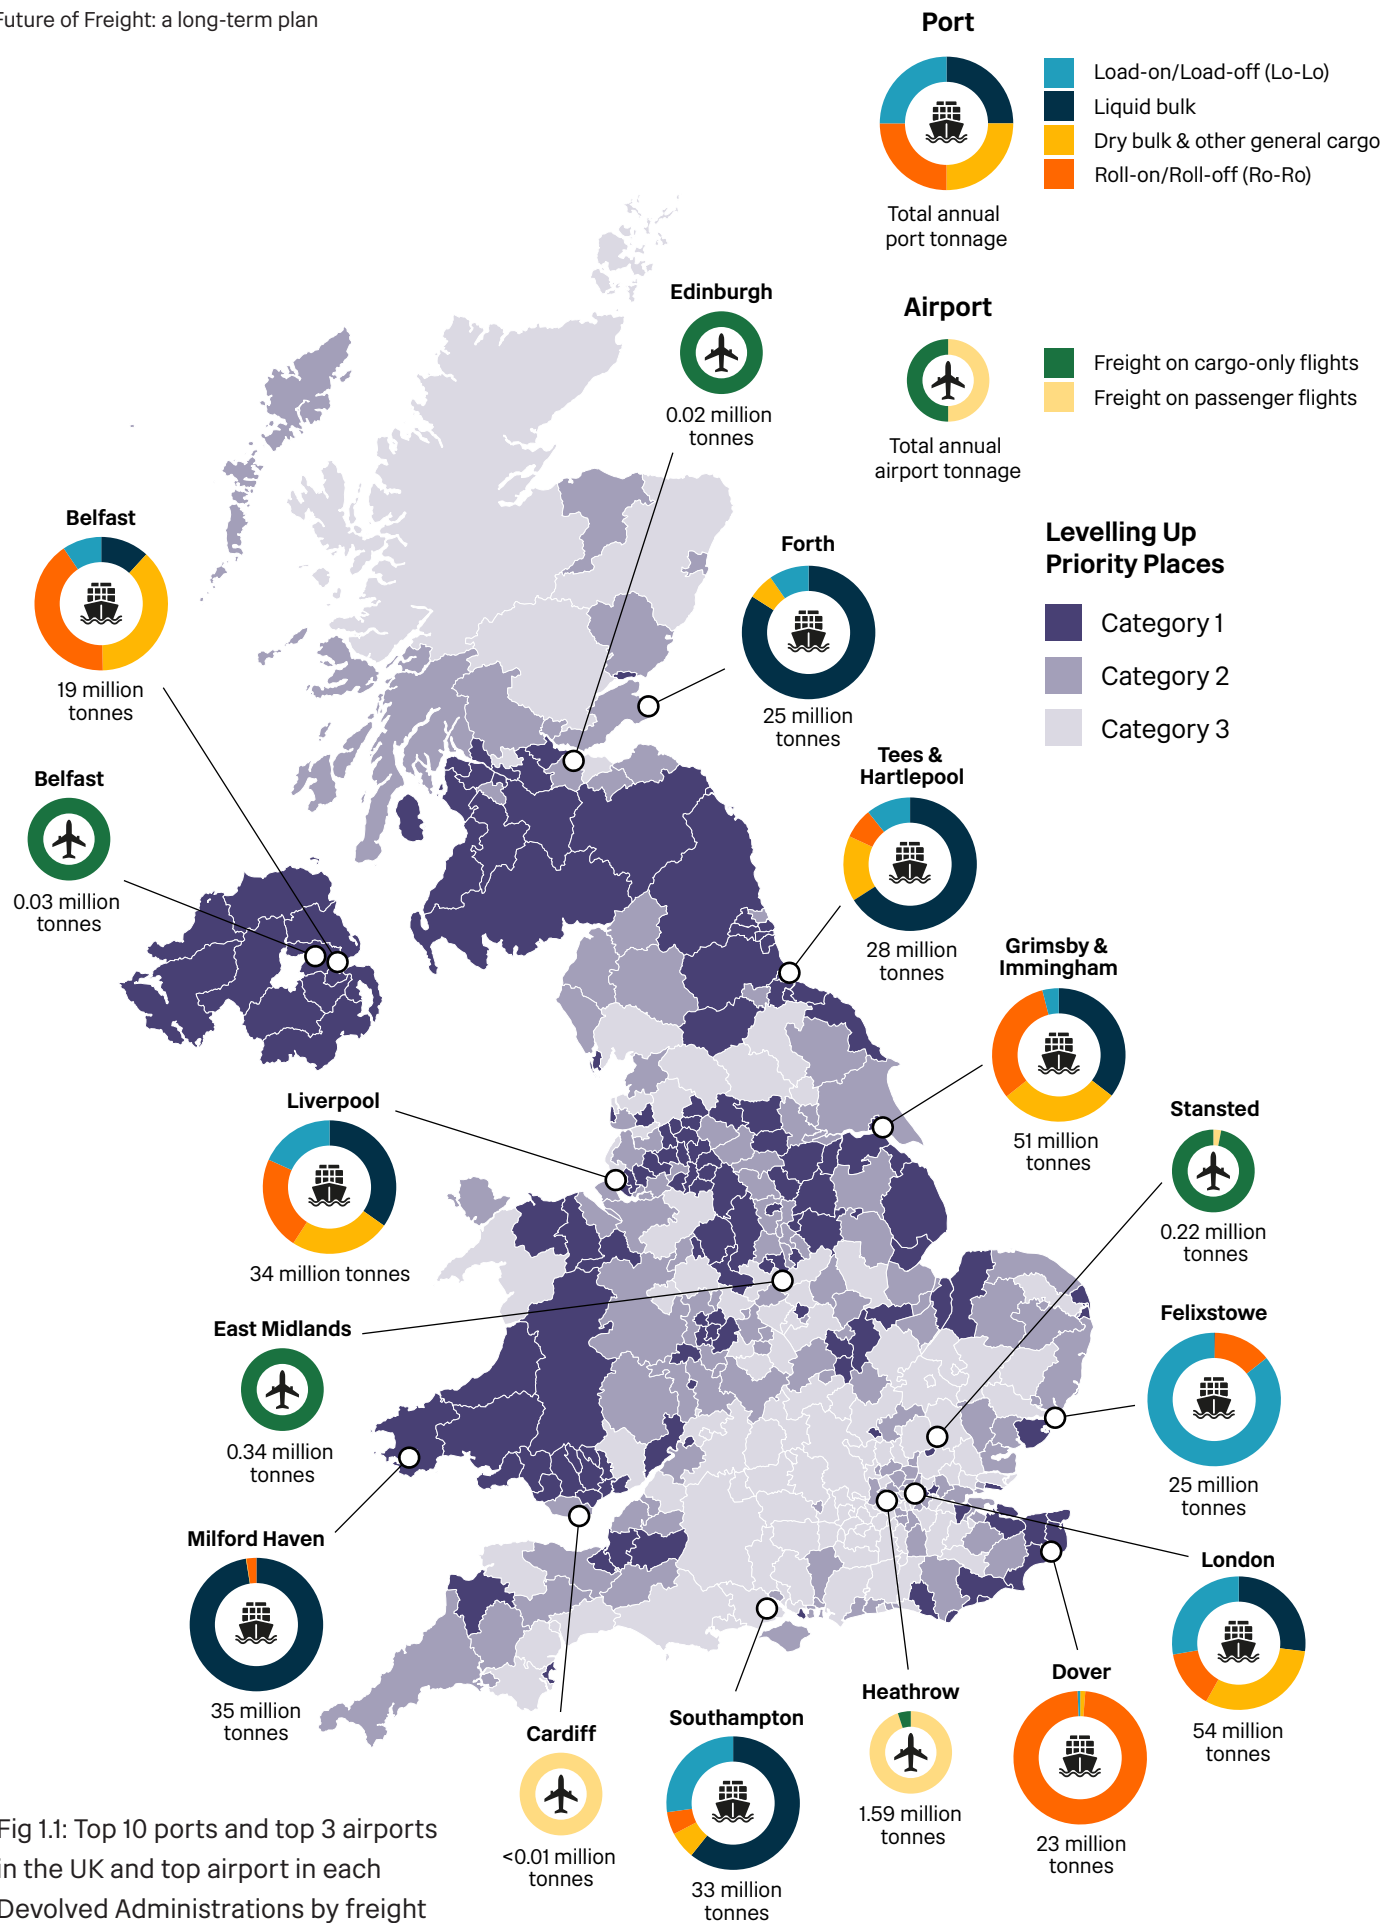 Future of Freight: a long-term plan
Port
Load-on/Load-off (Lo-Lo)
Liquid bulk
Dry bulk & other general cargo
Roll-on/Roll-off (Ro-Ro)
Total annual
port tonnage
Airport
Freight on cargo-only flights
Freight on passenger flights
Total annual
airport tonnage
Levelling Up
Priority Places
Category 1
Category 2
Category 3
Edinburgh
0.02 million
tonnes
Belfast
19 million
tonnes
Forth
25 million
tonnes
Belfast
0.03 million
tonnes
Tees &
Hartlepool
28 million
tonnes
Grimsby &
Immingham
51 million
tonnes
Liverpool
34 million tonnes
Stansted
0.22 million
tonnes
East Midlands
0.34 million
tonnes
Felixstowe
25 million
tonnes
Milford Haven
35 million
tonnes
London
54 million
tonnes
Cardiff
<0.01 million
tonnes
Southampton
33 million
tonnes
Heathrow
1.59 million
tonnes
Dover
23 million
tonnes
Fig 1.1: Top 10 ports and top 3 airports
in the UK and top airport in each
Devolved Administrations by freight